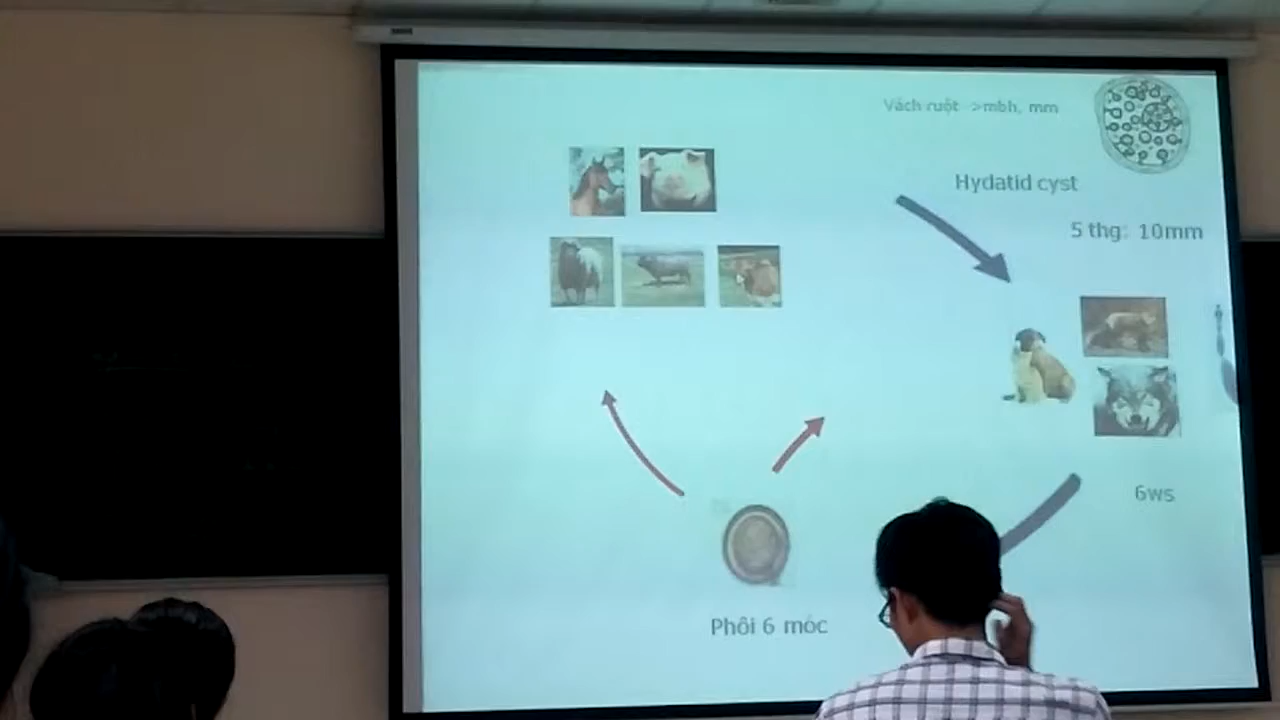 Vách ruột ->mbh, mm
Hydatid cyst
5 thg: 10mm
6ws
Phôi 6 móc